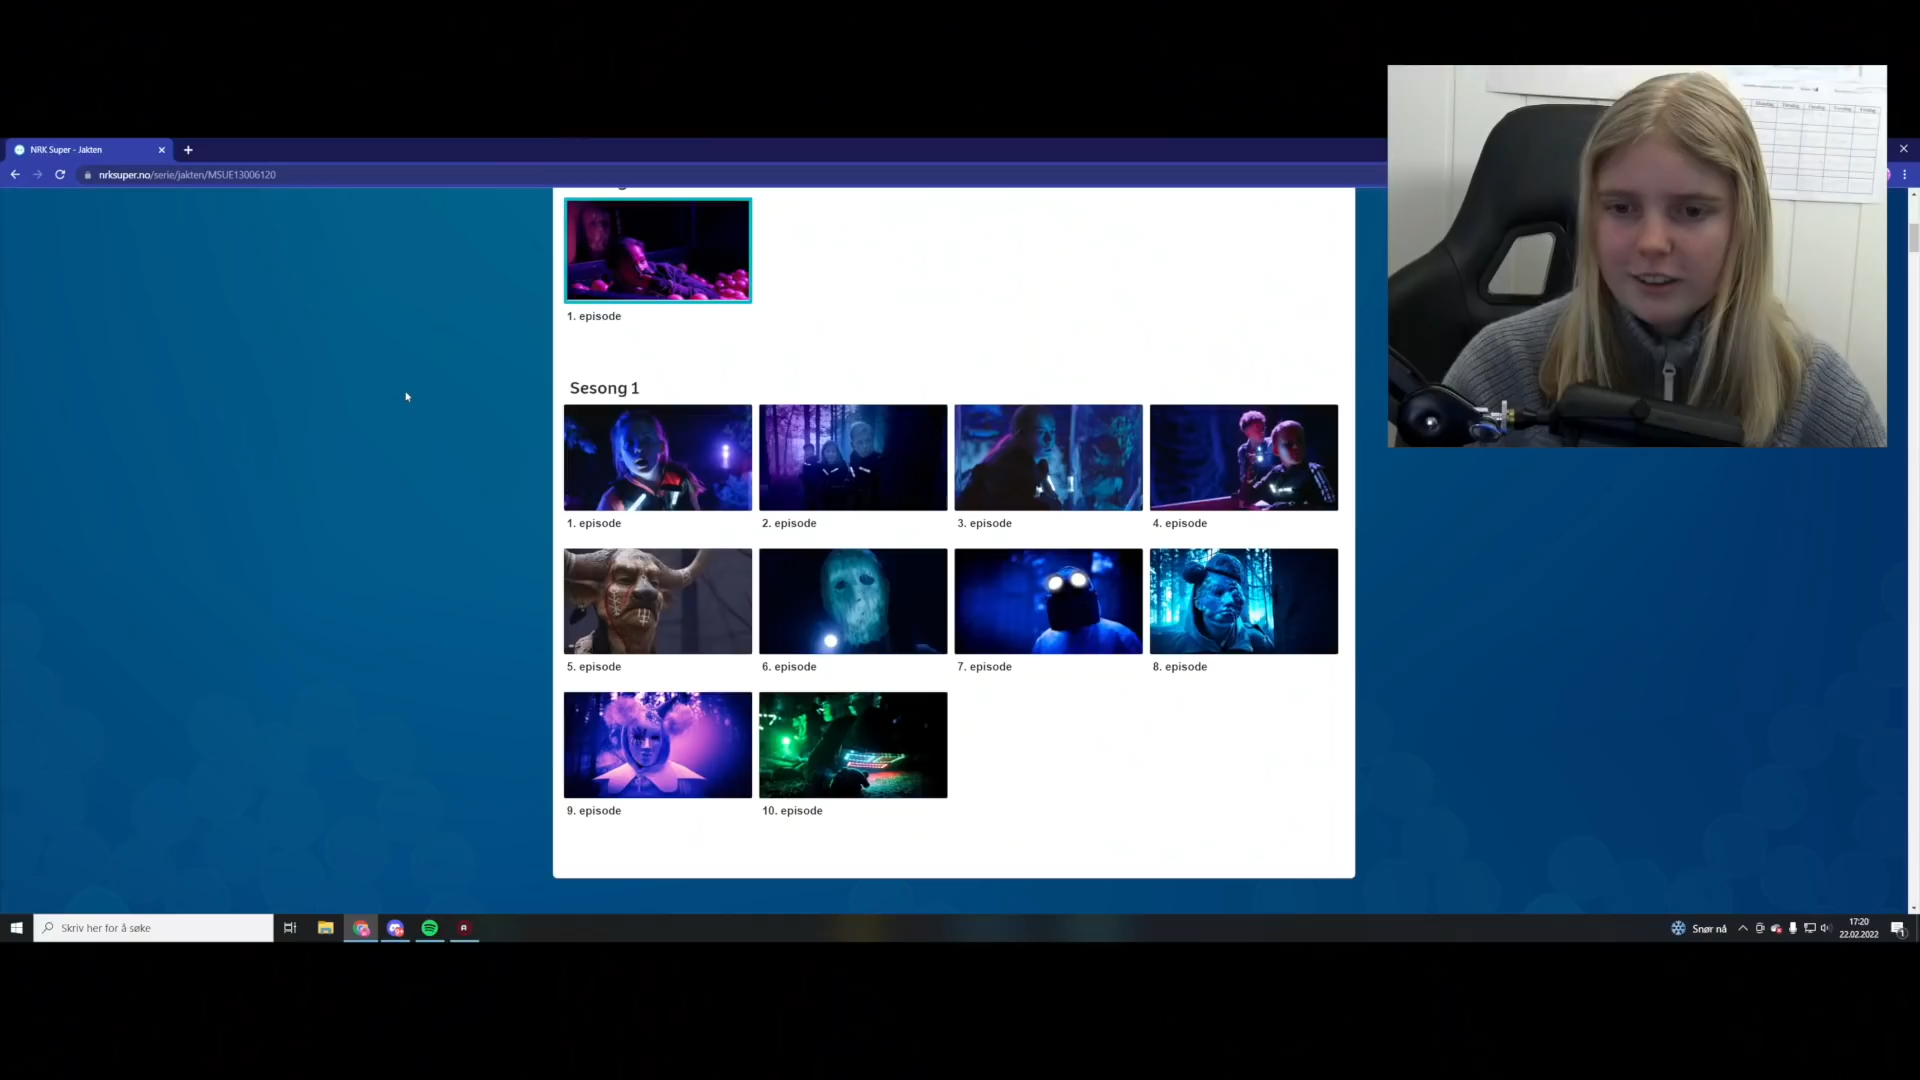 NRK Super - Jakten
nrksuper.no/serie/jakten/MSUE13006120
1. episode
Sesong 1
1. episode
2. episode
3. episode
4. episode
5. episode
6. episode
7. episode
8. episode
9. episode
10. episode
Skriv her for å søke
Snør nå
17:20
22.02.2022